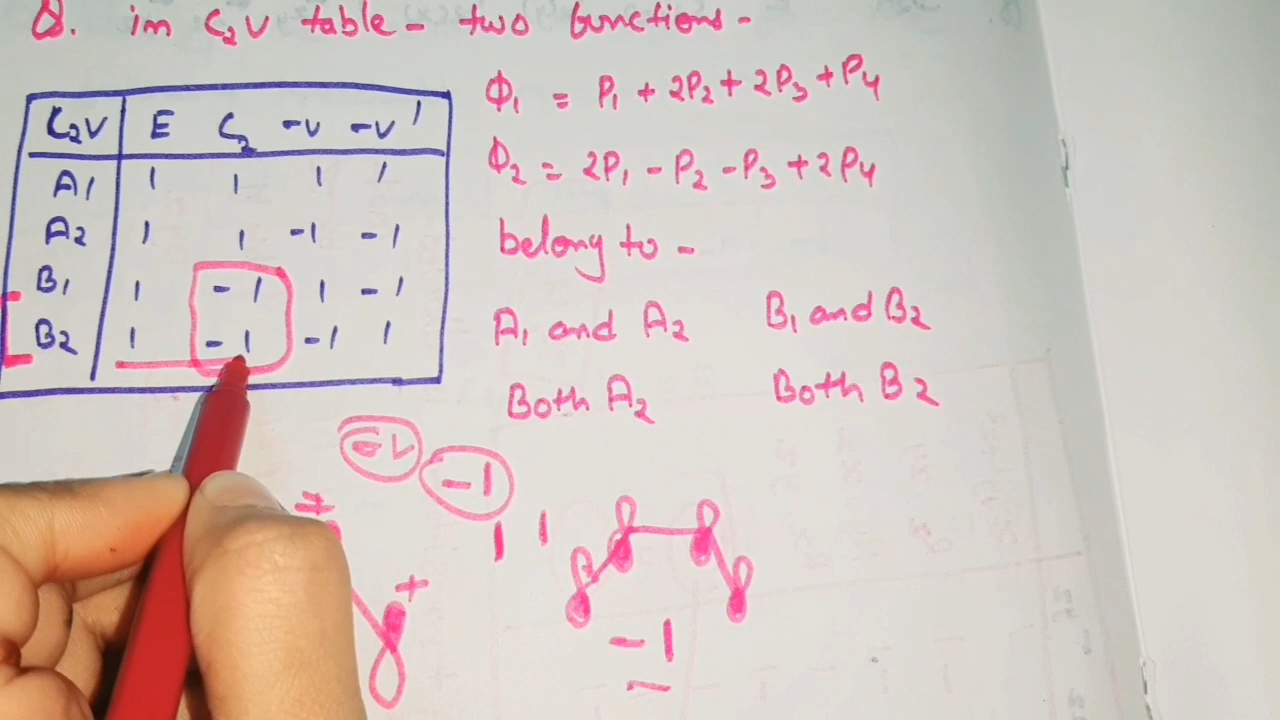 Q. in C2V table - two functions -
C2V E C2 σv σv'
A1 1 1 1 1
A2 1 1 -1 -1
B1 1 -1 1 -1
B2 1 -1 -1 1
Φ1 = P1 + 2P2 + 2P3 + P4
Φ2 = 2P1 - P2 - P3 + 2P4
belong to -
A1 and A2 B1 and B2
Both A2 Both B2
σv -1
1 1
+
-1